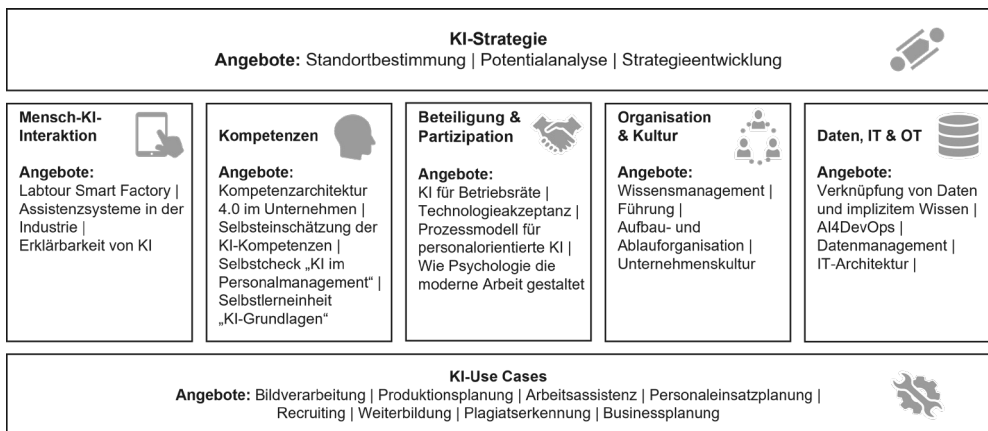 KI-Strategie
Angebote: Standortbestimmung | Potentialanalyse | Strategieentwicklung
Mensch-KI-
Interaktion
Angebote:
Labtour Smart Factory |
Assistenzsysteme in der
Industrie |
Erklärbarkeit von KI
Kompetenzen
Angebote:
Kompetenzarchitektur
4.0 im Unternehmen |
Selbsteinschätzung der
KI-Kompetenzen |
Selbstcheck „KI im
Personalmanagement“ |
Selbstlerneinheit
„KI-Grundlagen“
Beteiligung &
Partizipation
Angebote:
KI für Betriebsräte |
Technologieakzeptanz |
Prozessmodell für
personalorientierte KI |
Wie Psychologie die
moderne Arbeit gestaltet
Organisation
& Kultur
Angebote:
Wissensmanagement |
Führung |
Aufbau- und
Ablauforganisation |
Unternehmenskultur
Daten, IT & OT
Angebote:
Verknüpfung von Daten
und implizitem Wissen |
AI4DevOps |
Datenmanagement |
IT-Architektur |
KI-Use Cases
Angebote: Bildverarbeitung | Produktionsplanung | Arbeitsassistenz | Personaleinsatzplanung |
Recruiting | Weiterbildung | Plagiatserkennung | Businessplanung